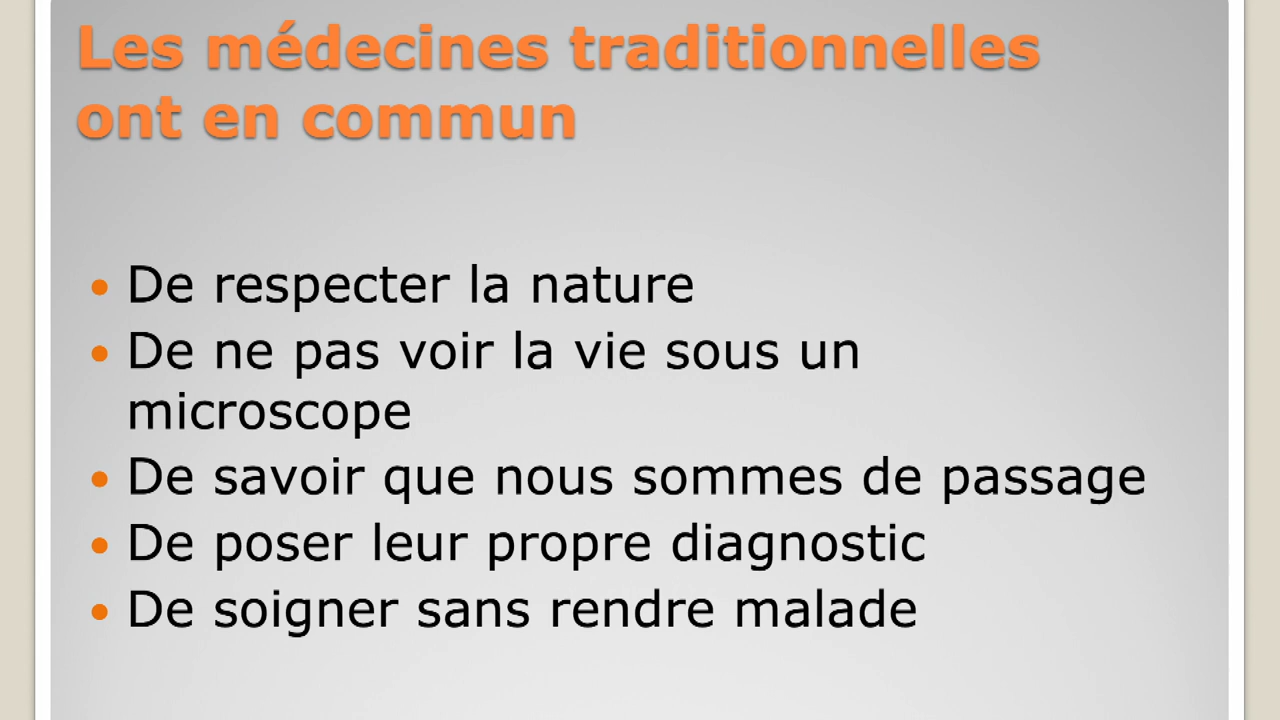 Les médecines traditionnelles
ont en commun
• De respecter la nature
• De ne pas voir la vie sous un
microscope
• De savoir que nous sommes de passage
• De poser leur propre diagnostic
• De soigner sans rendre malade